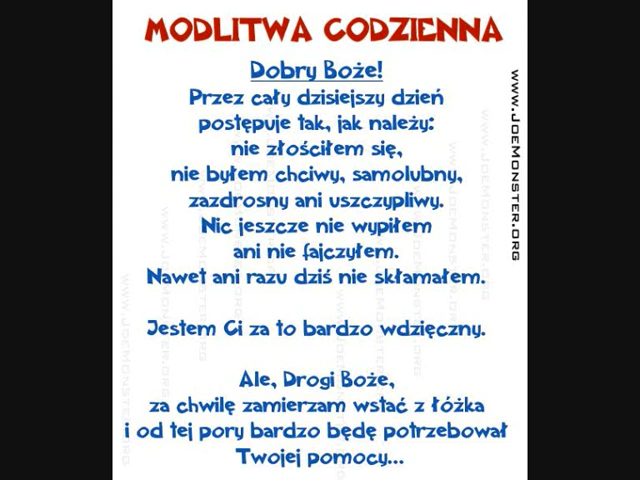 MODLITWA CODZIENNA
Dobry Boże!
Przez cały dzisiejszy dzień
postępuje tak, jak należy:
nie złościłem się,
nie byłem chciwy, samolubny,
zazdrosny ani uszczypliwy.
Nic jeszcze nie wypiłem
ani nie fajczyłem.
Nawet ani razu dziś nie skłamałem.
Jestem Ci za to bardzo wdzięczny.
Ale, Drogi Boże,
za chwilę zamierzam wstać z łóżka
i od tej pory bardzo będę potrzebował
Twojej pomocy...
www.JoeMonster.org